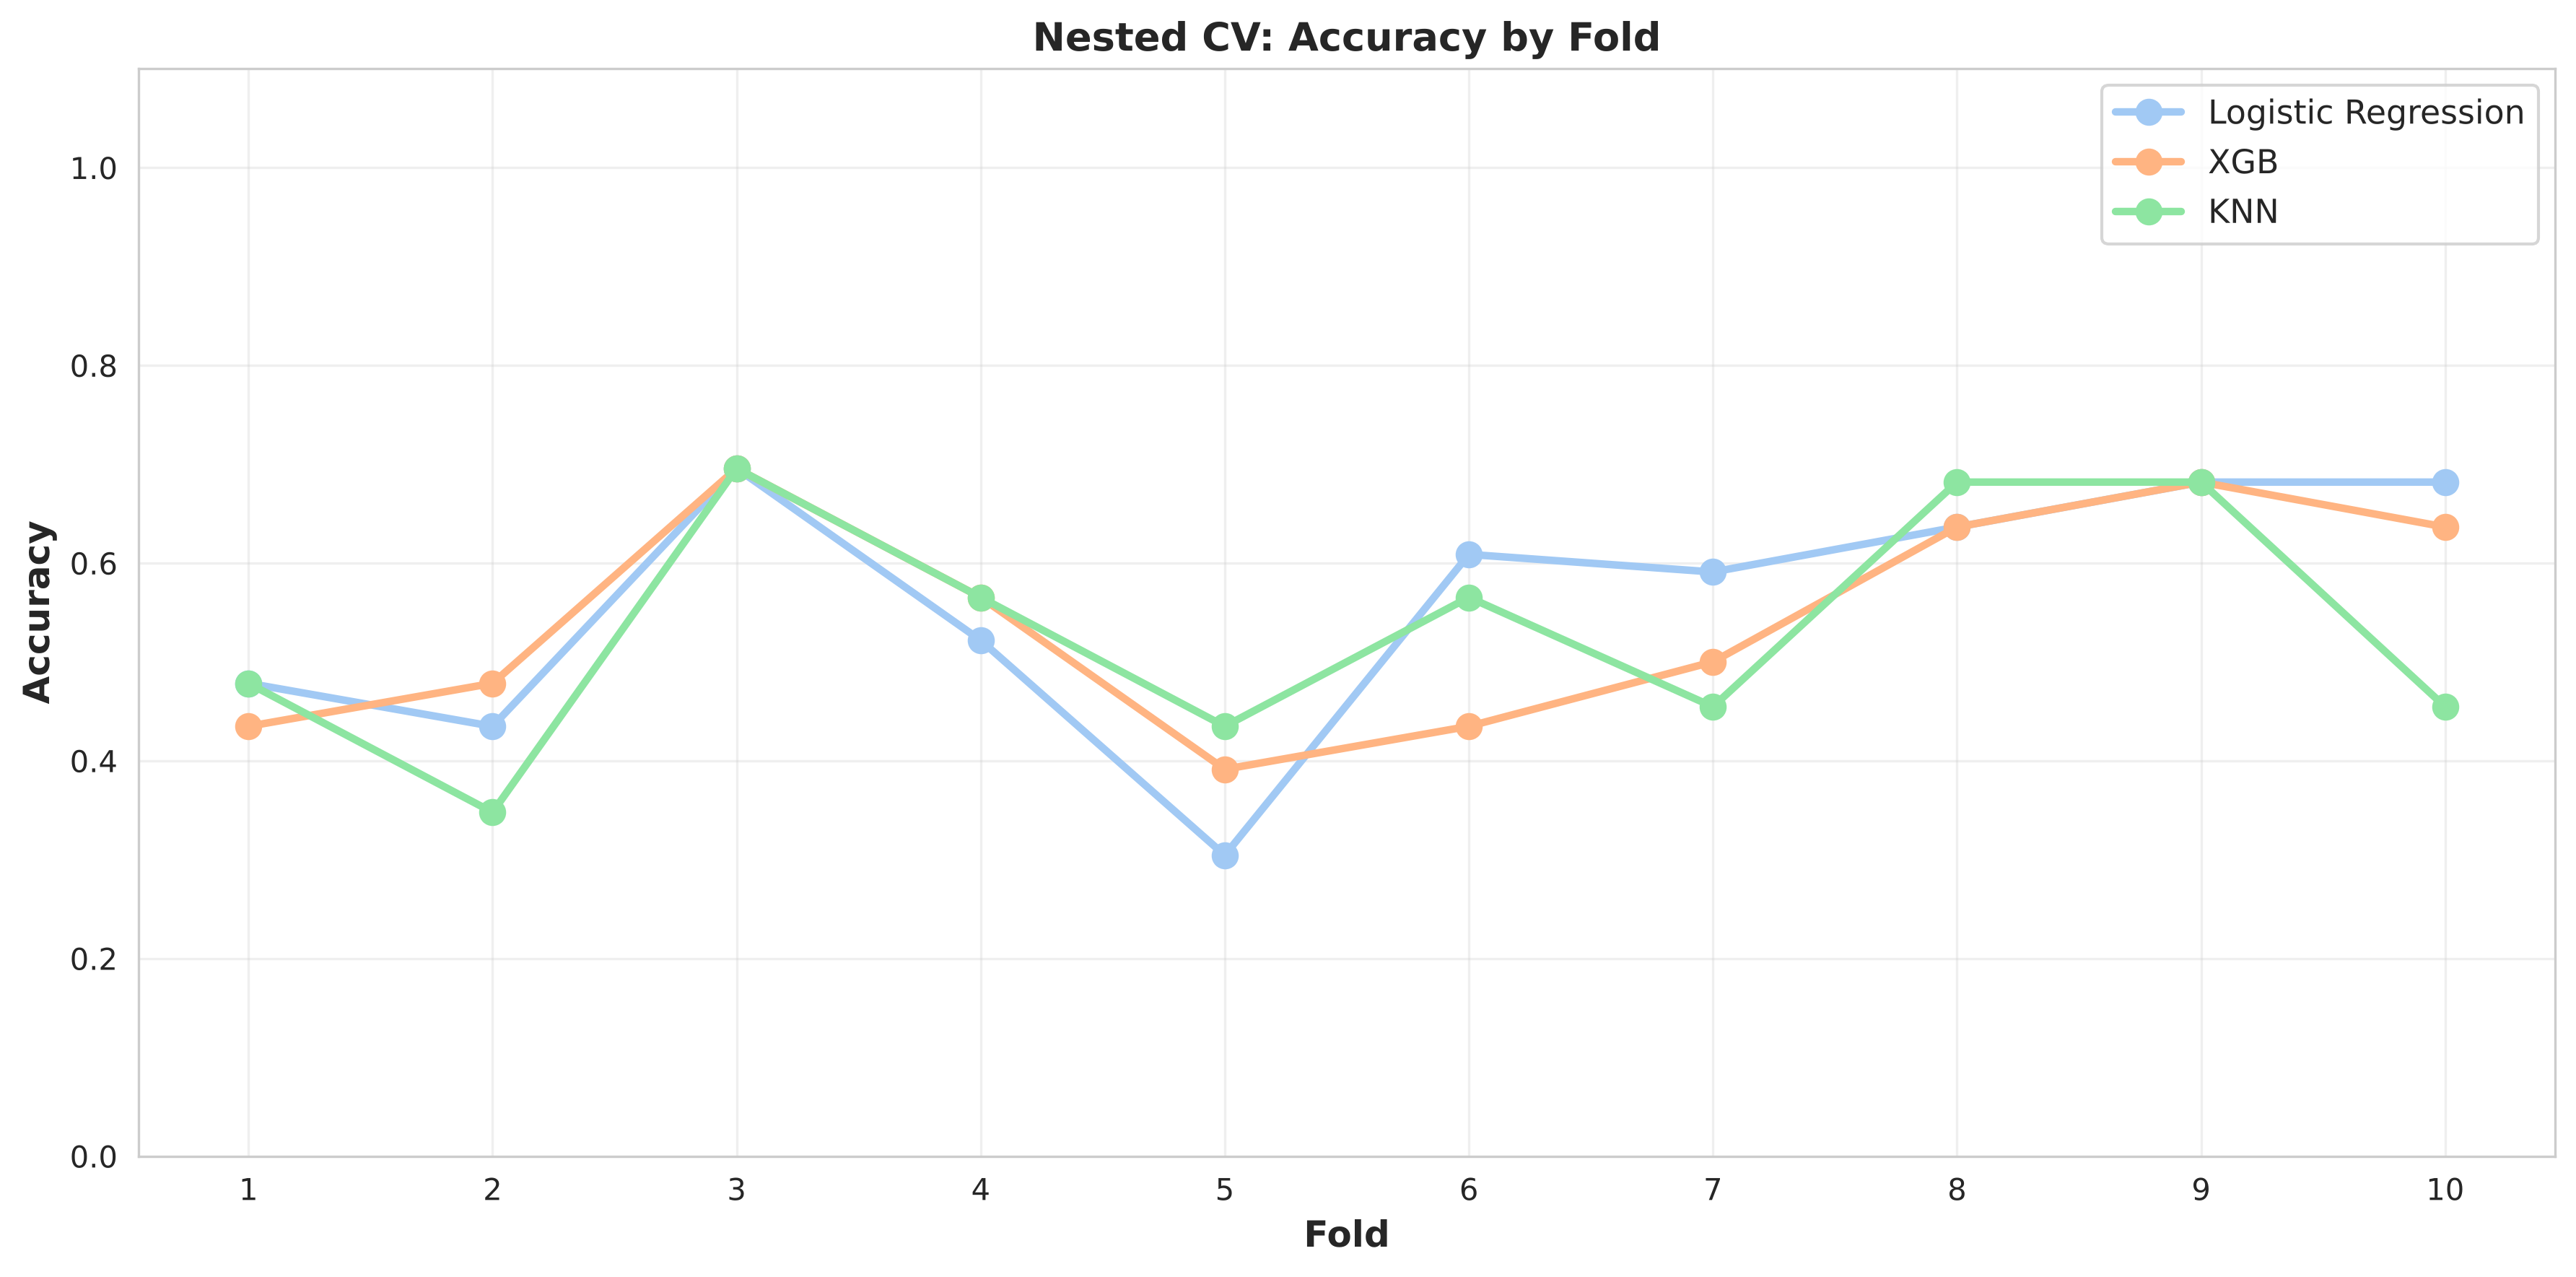 Nested CV: Accuracy by Fold
Logistic Regression
XGB
KNN
Accuracy
1.0
0.8
0.6
0.4
0.2
0.0
1 2 3 4 5 6 7 8 9 10
Fold